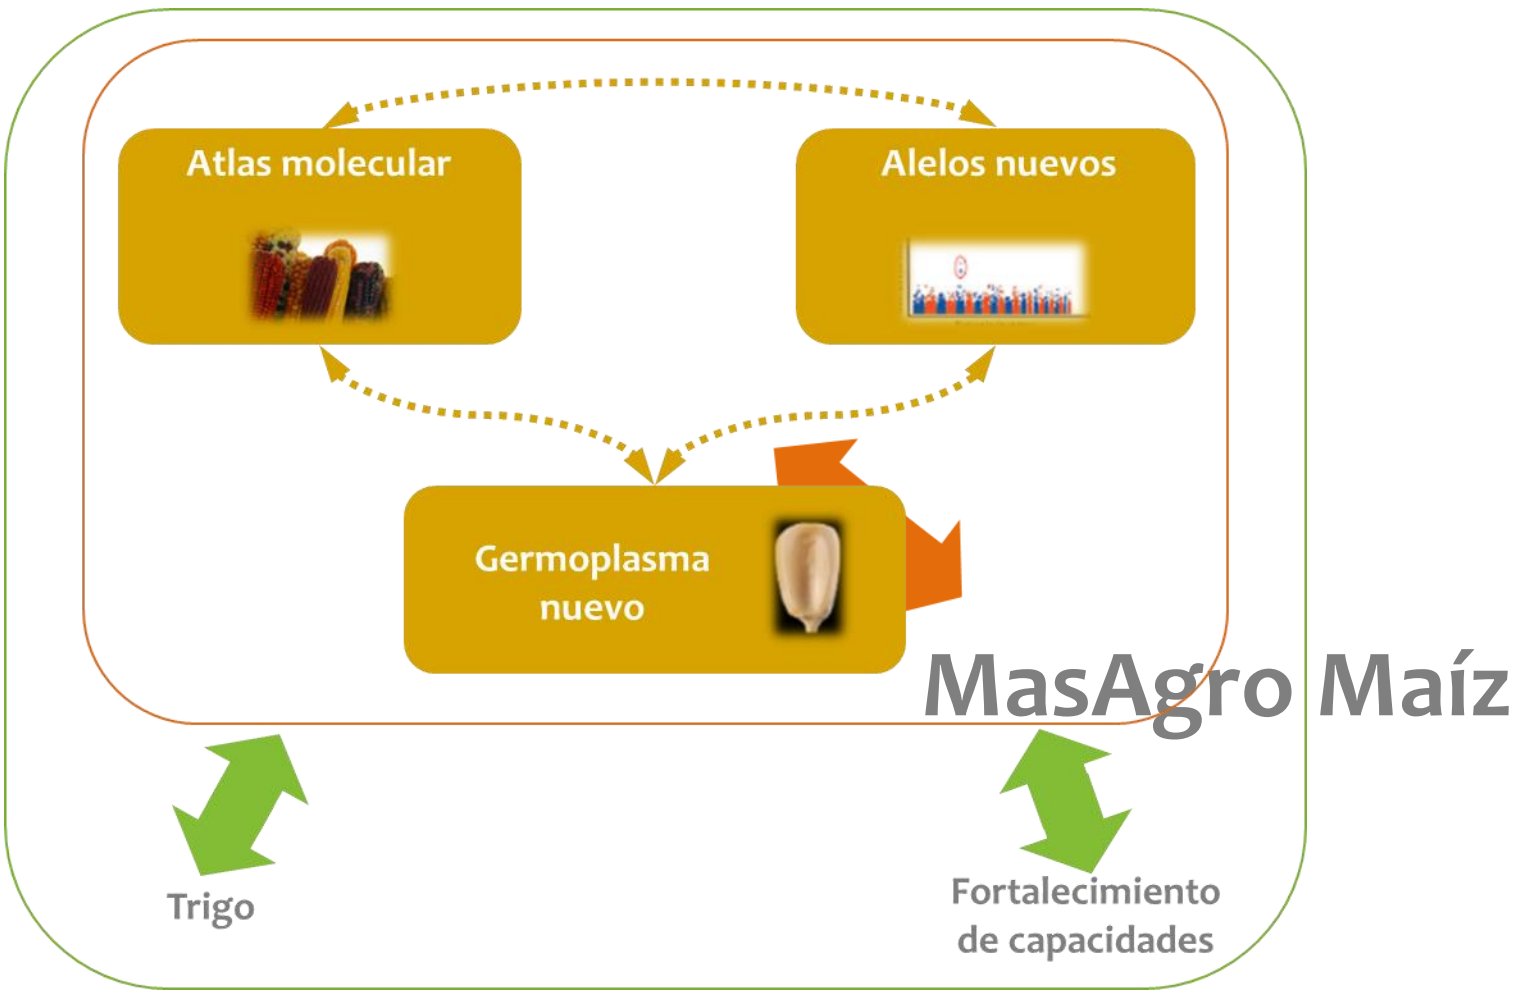 Atlas molecular
Alelos nuevos
Germoplasma
nuevo
MasAgro Maíz
Trigo
Fortalecimiento
de capacidades